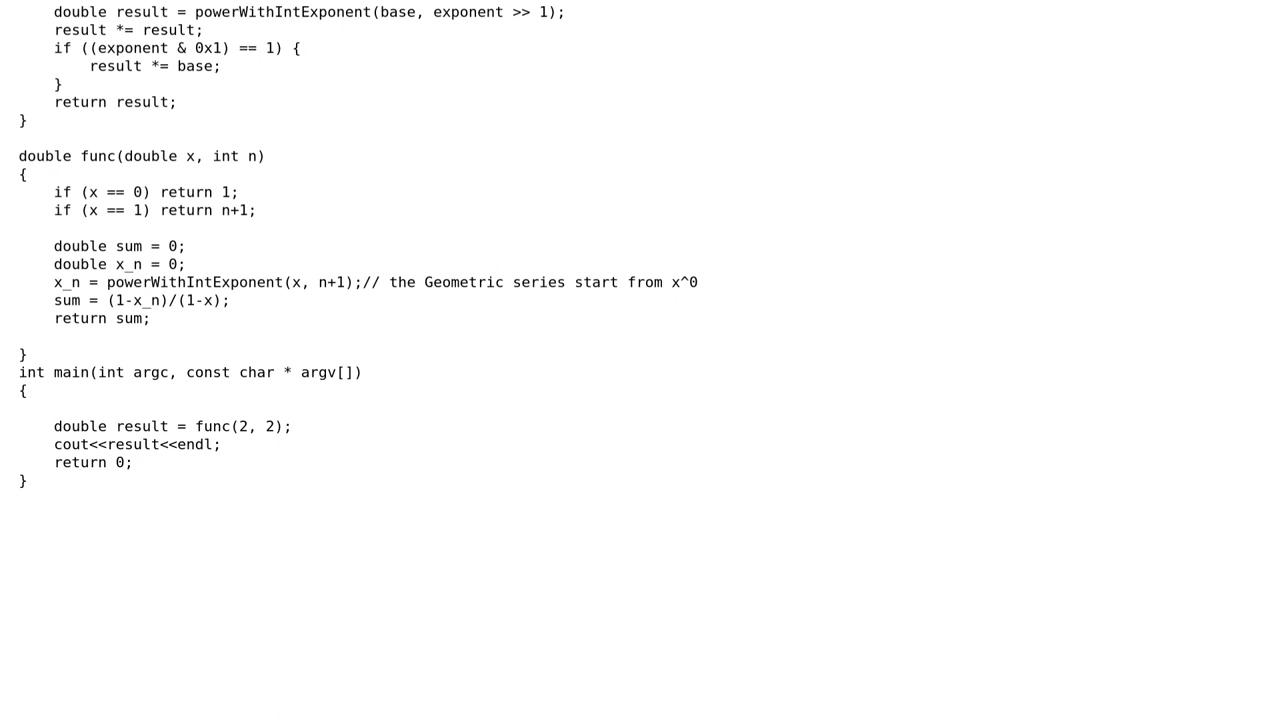 double result = powerWithIntExponent(base, exponent >> 1);
    result *= result;
    if ((exponent & 0x1) == 1) {
        result *= base;
    }
    return result;
}

double func(double x, int n)
{
    if (x == 0) return 1;
    if (x == 1) return n+1;

    double sum = 0;
    double x_n = 0;
    x_n = powerWithIntExponent(x, n+1);// the Geometric series start from x^0
    sum = (1-x_n)/(1-x);
    return sum;

}
int main(int argc, const char * argv[])
{

    double result = func(2, 2);
    cout<<result<<endl;
    return 0;
}